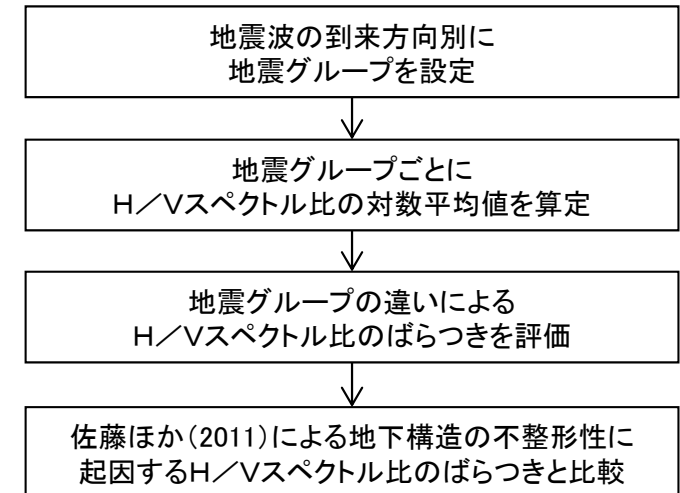 地震波の到来方向別に
地震グループを設定
地震グループごとに
H／Vスペクトル比の対数平均値を算定
地震グループの違いによる
H／Vスペクトル比のばらつきを評価
佐藤ほか(2011)による地下構造の不整形性に
起因するH／Vスペクトル比のばらつきと比較